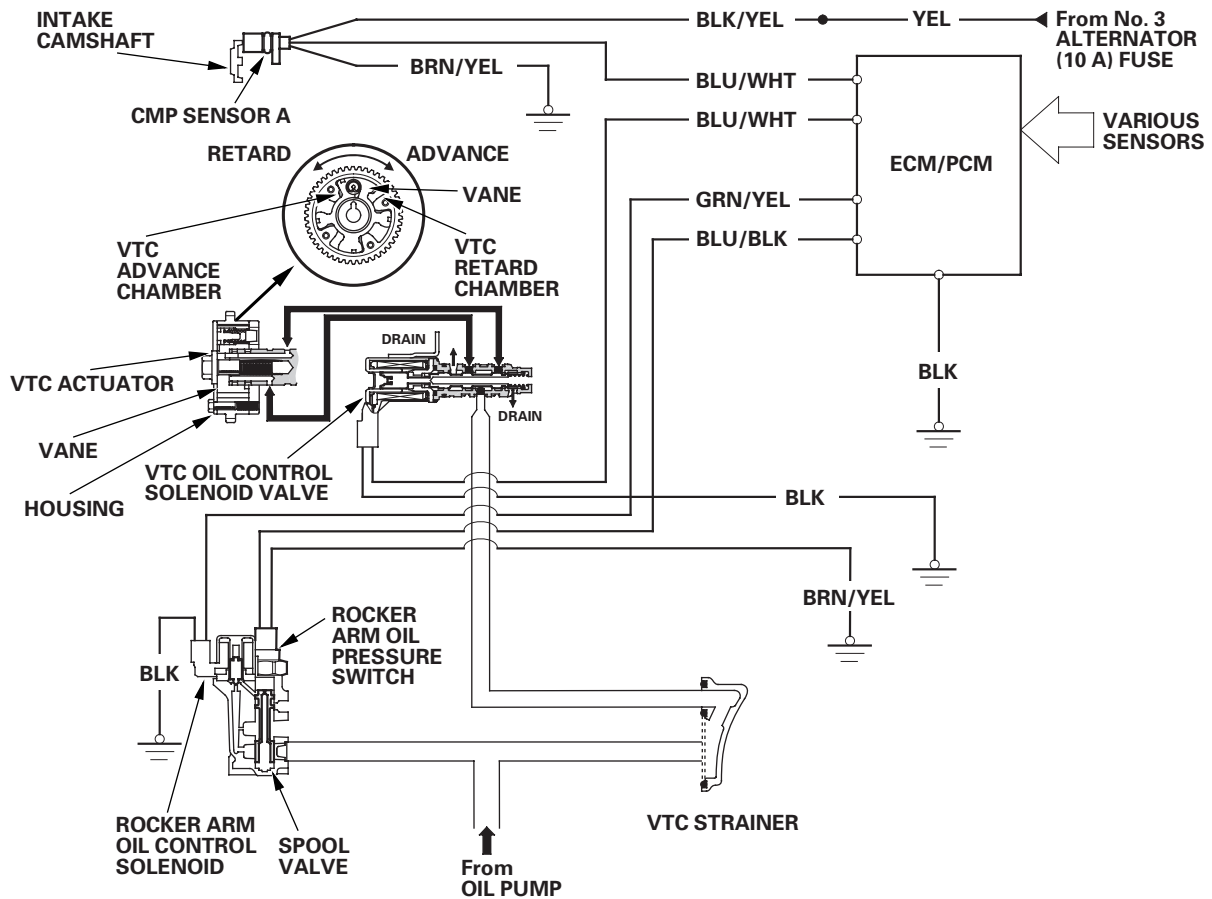 INTAKE
CAMSHAFT
BLK/YEL
YEL
From No. 3
ALTERNATOR
(10 A) FUSE
BRN/YEL
BLU/WHT
CMP SENSOR A
BLU/WHT
ECM/PCM
VARIOUS
SENSORS
RETARD
ADVANCE
VANE
GRN/YEL
BLU/BLK
VTC
ADVANCE
CHAMBER
VTC
RETARD
CHAMBER
DRAIN
VTC ACTUATOR
BLK
DRAIN
VANE
VTC OIL CONTROL
SOLENOID VALVE
HOUSING
BLK
BRN/YEL
ROCKER
ARM OIL
PRESSURE
SWITCH
BLK
ROCKER ARM
OIL CONTROL
SOLENOID
SPOOL
VALVE
VTC STRAINER
From
OIL PUMP